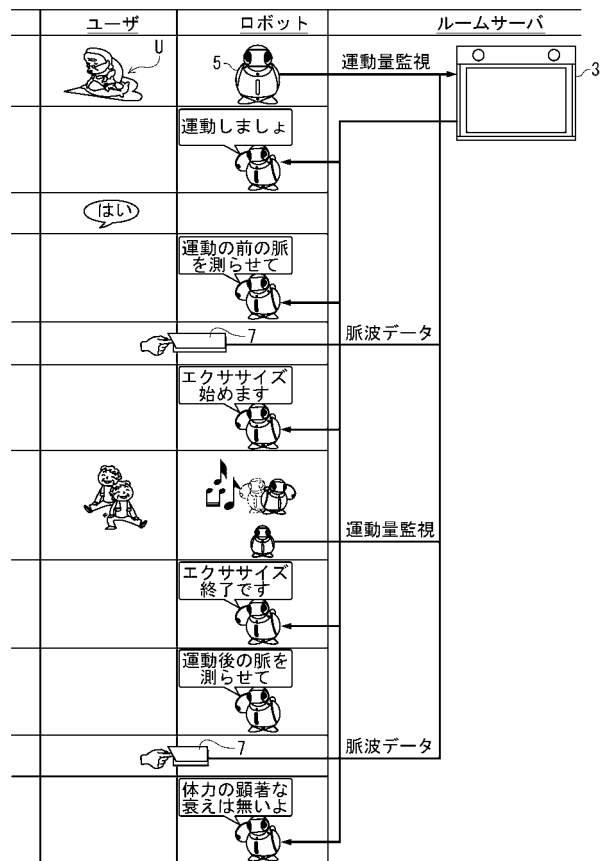 ユーザ
ロボット
ルームサーバ
U
5
運動量監視
3
運動しましょ
はい
運動の前の脈
を測らせて
7
脈波データ
エクササイズ
始めます
運動量監視
エクササイズ
終了です
運動後の脈を
測らせて
7
脈波データ
体力の顕著な
衰えは無いよ